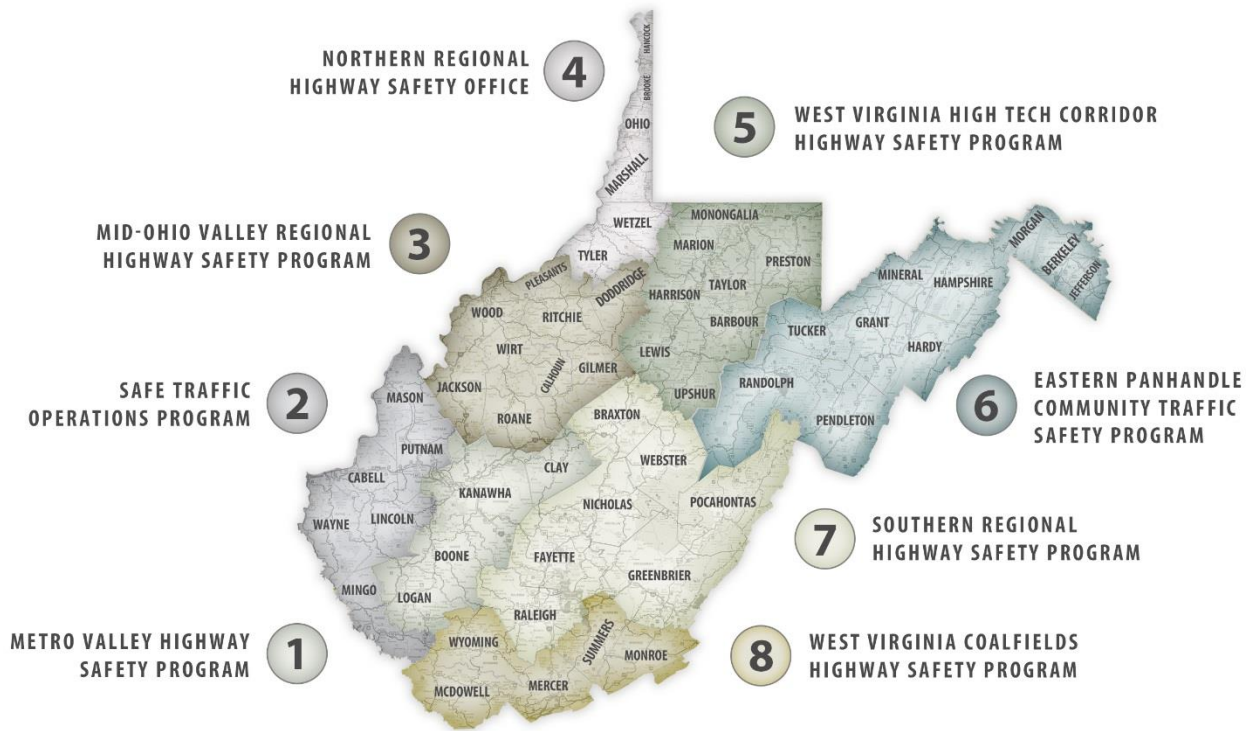 NORTHERN REGIONAL
HIGHWAY SAFETY OFFICE
4
HANCOCK
BROOKE
OHIO
MARSHALL
WETZEL
TYLER
5
WEST VIRGINIA HIGH TECH CORRIDOR
HIGHWAY SAFETY PROGRAM
MONONGALIA
MARION
PRESTON
TAYLOR
HARRISON
BARBOUR
LEWIS
UPSHUR
MID-OHIO VALLEY REGIONAL
HIGHWAY SAFETY PROGRAM
3
PLEASANTS
DODDRIDGE
WOOD
RITCHIE
WIRT
CALHOUN
GILMER
JACKSON
ROANE
MORGAN
BERKELEY
JEFFERSON
MINERAL
HAMPSHIRE
GRANT
TUCKER
HARDY
RANDOLPH
PENDLETON
6
EASTERN PANHANDLE
COMMUNITY TRAFFIC
SAFETY PROGRAM
SAFE TRAFFIC
OPERATIONS PROGRAM
2
MASON
PUTNAM
CABELL
WAYNE
LINCOLN
MINGO
CLAY
KANAWHA
BOONE
LOGAN
BRAXTON
WEBSTER
NICHOLAS
POCAHONTAS
FAYETTE
GREENBRIER
RALEIGH
7
SOUTHERN REGIONAL
HIGHWAY SAFETY PROGRAM
METRO VALLEY HIGHWAY
SAFETY PROGRAM
1
WYOMING
SUMMERS
MONROE
MCDOWELL
MERCER
8
WEST VIRGINIA COALFIELDS
HIGHWAY SAFETY PROGRAM